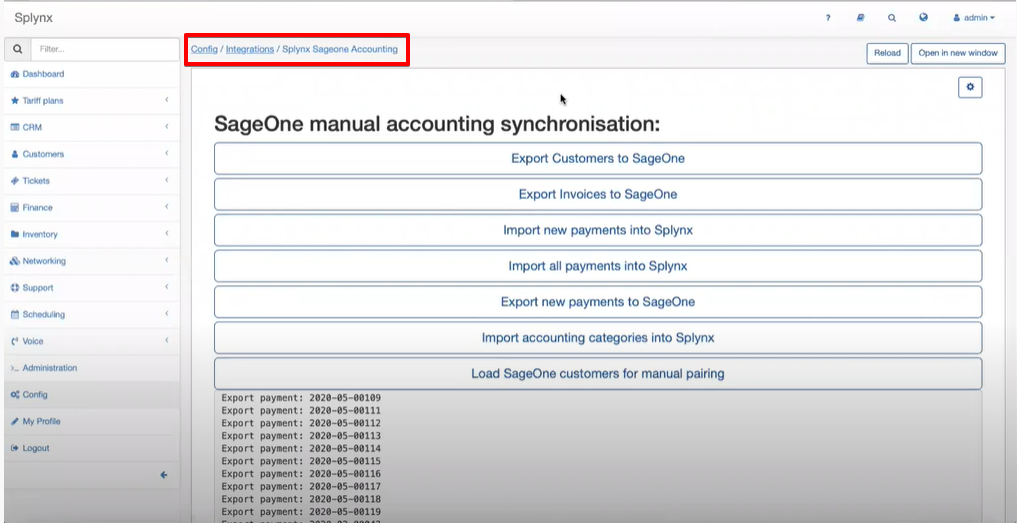 Splynx
?
admin
Filter...
Config / Integrations / Splynx Sageone Accounting
Reload
Open in new window
Dashboard
Tariff plans
CRM
Customers
Tickets
Finance
Inventory
Networking
Support
Scheduling
Voice
Administration
Config
My Profile
Logout
SageOne manual accounting synchronisation:
Export Customers to SageOne
Export Invoices to SageOne
Import new payments into Splynx
Import all payments into Splynx
Export new payments to SageOne
Import accounting categories into Splynx
Load SageOne customers for manual pairing
Export payment: 2020-05-00109
Export payment: 2020-05-00111
Export payment: 2020-05-00112
Export payment: 2020-05-00113
Export payment: 2020-05-00114
Export payment: 2020-05-00115
Export payment: 2020-05-00116
Export payment: 2020-05-00117
Export payment: 2020-05-00118
Export payment: 2020-05-00119